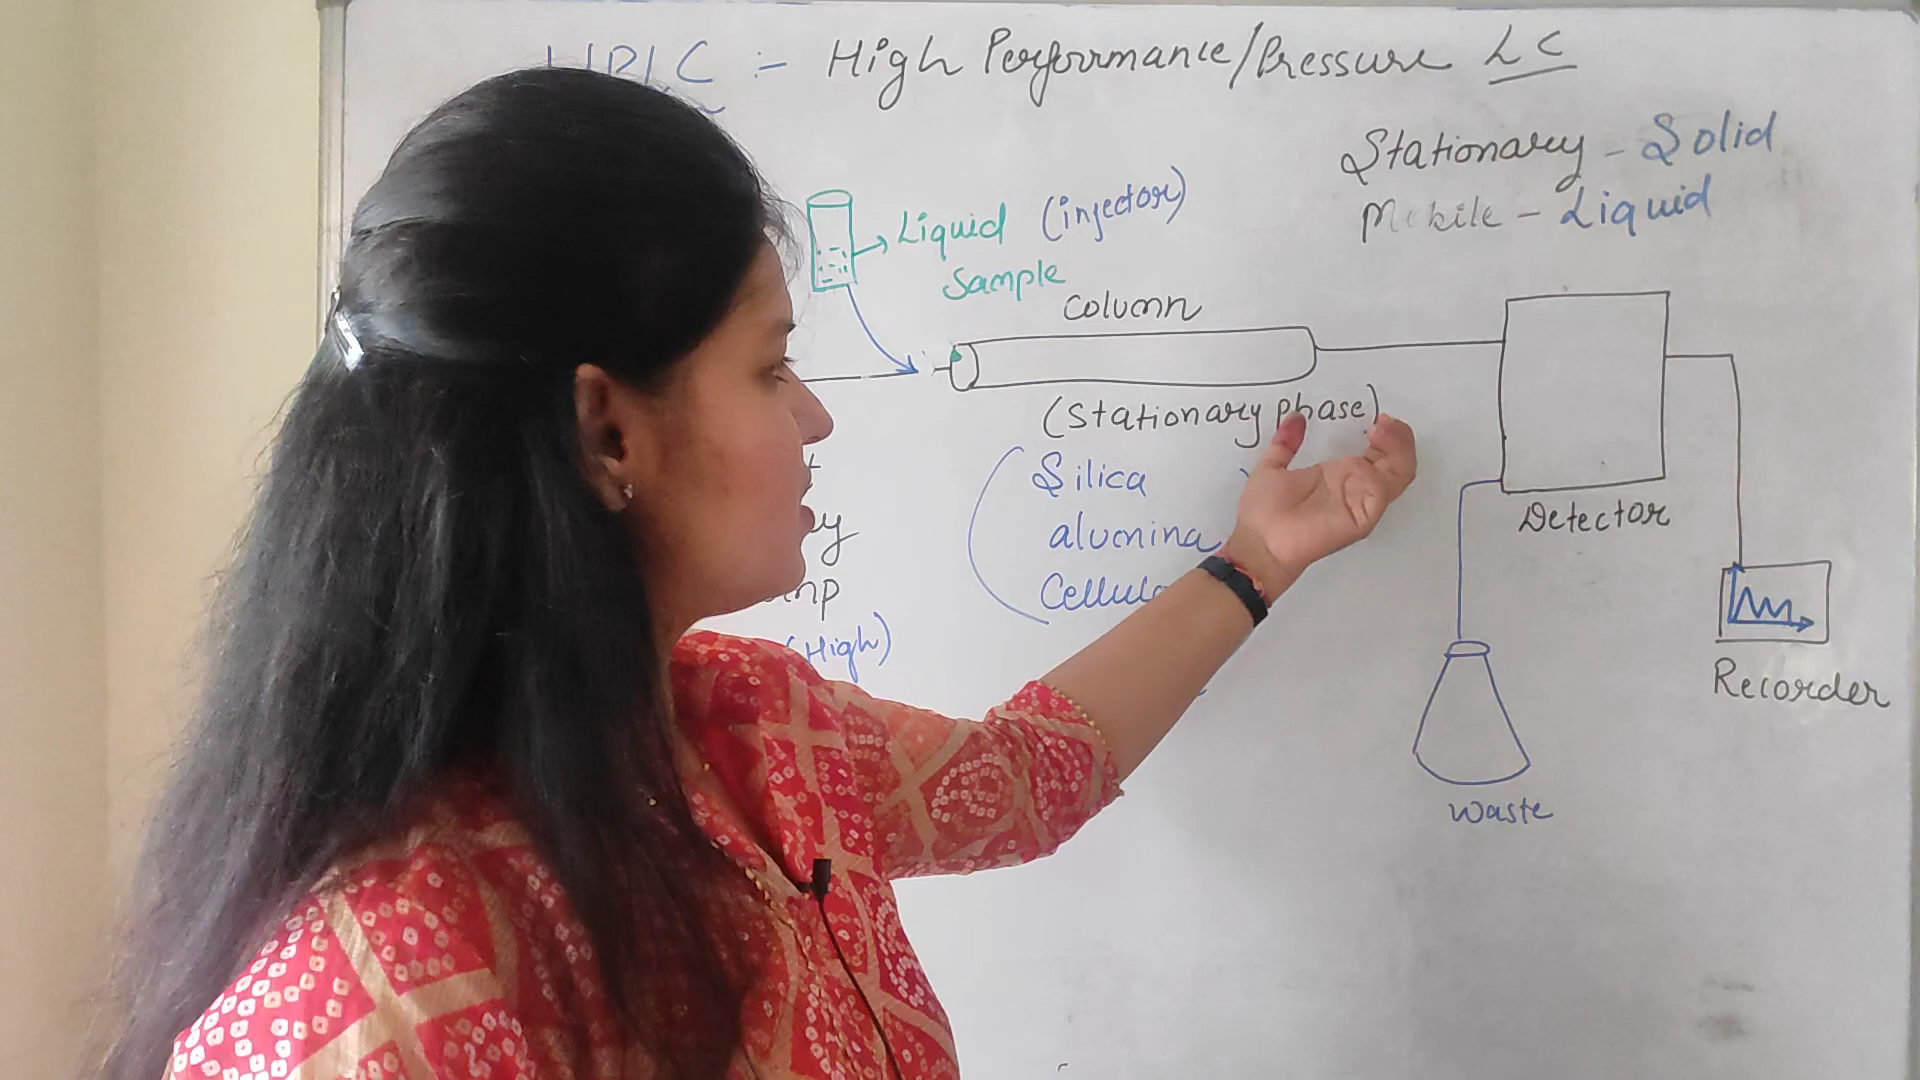 HPLC :- High Performance/Pressure LC
Stationary - Solid
Mobile - Liquid
Liquid (injector)
Sample
Column
(Stationary phase)
Silica
alumina
(High)
Detector
Recorder
Waste